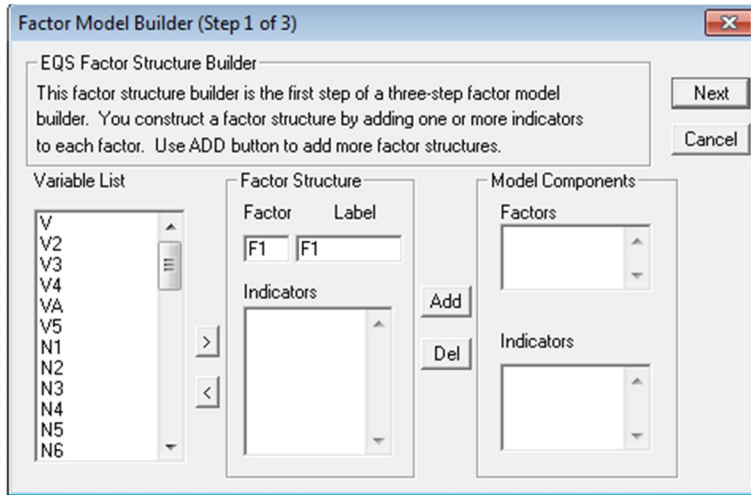 Factor Model Builder (Step 1 of 3)
EQS Factor Structure Builder
This factor structure builder is the first step of a three-step factor model
builder. You construct a factor structure by adding one or more indicators
to each factor. Use ADD button to add more factor structures.
Next
Cancel
Variable List
V
V2
V3
V4
VA
V5
N1
N2
N3
N4
N5
N6
>
<
Factor Structure
Factor Label
F1 F1
Indicators
Add
Del
Model Components
Factors
Indicators